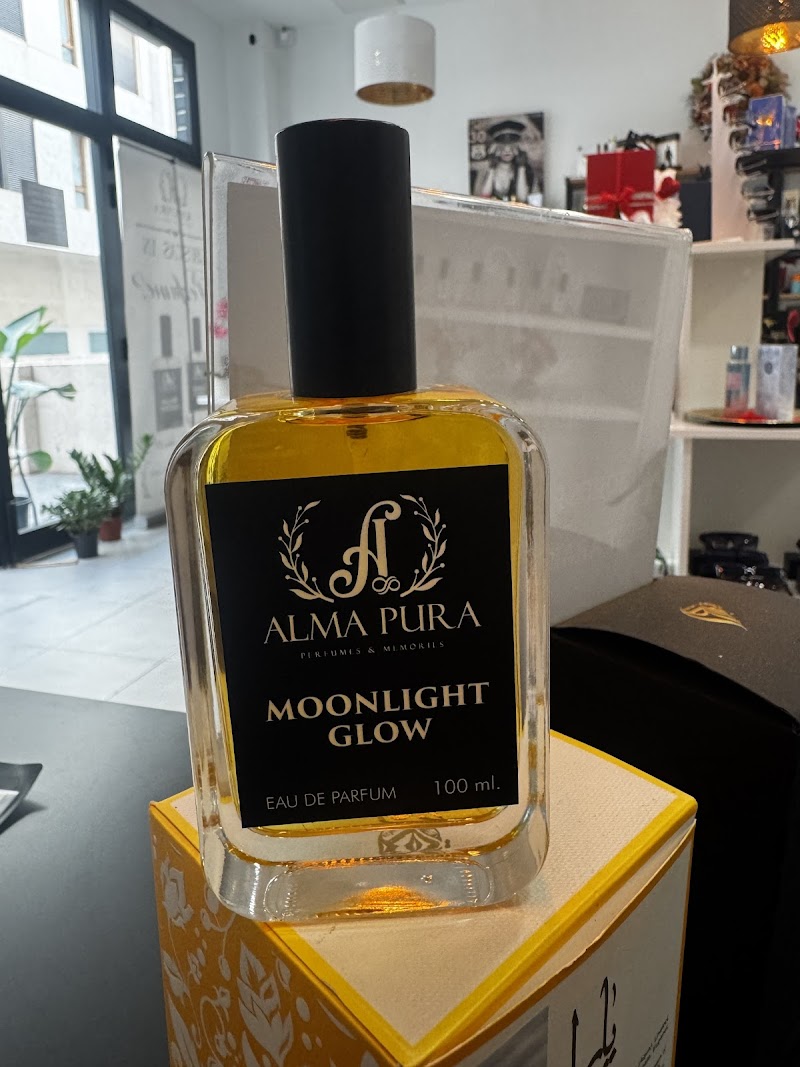 ALMA PURA
PERFUMES & MEMORIES
MOONLIGHT
GLOW
EAU DE PARFUM 100 ml.